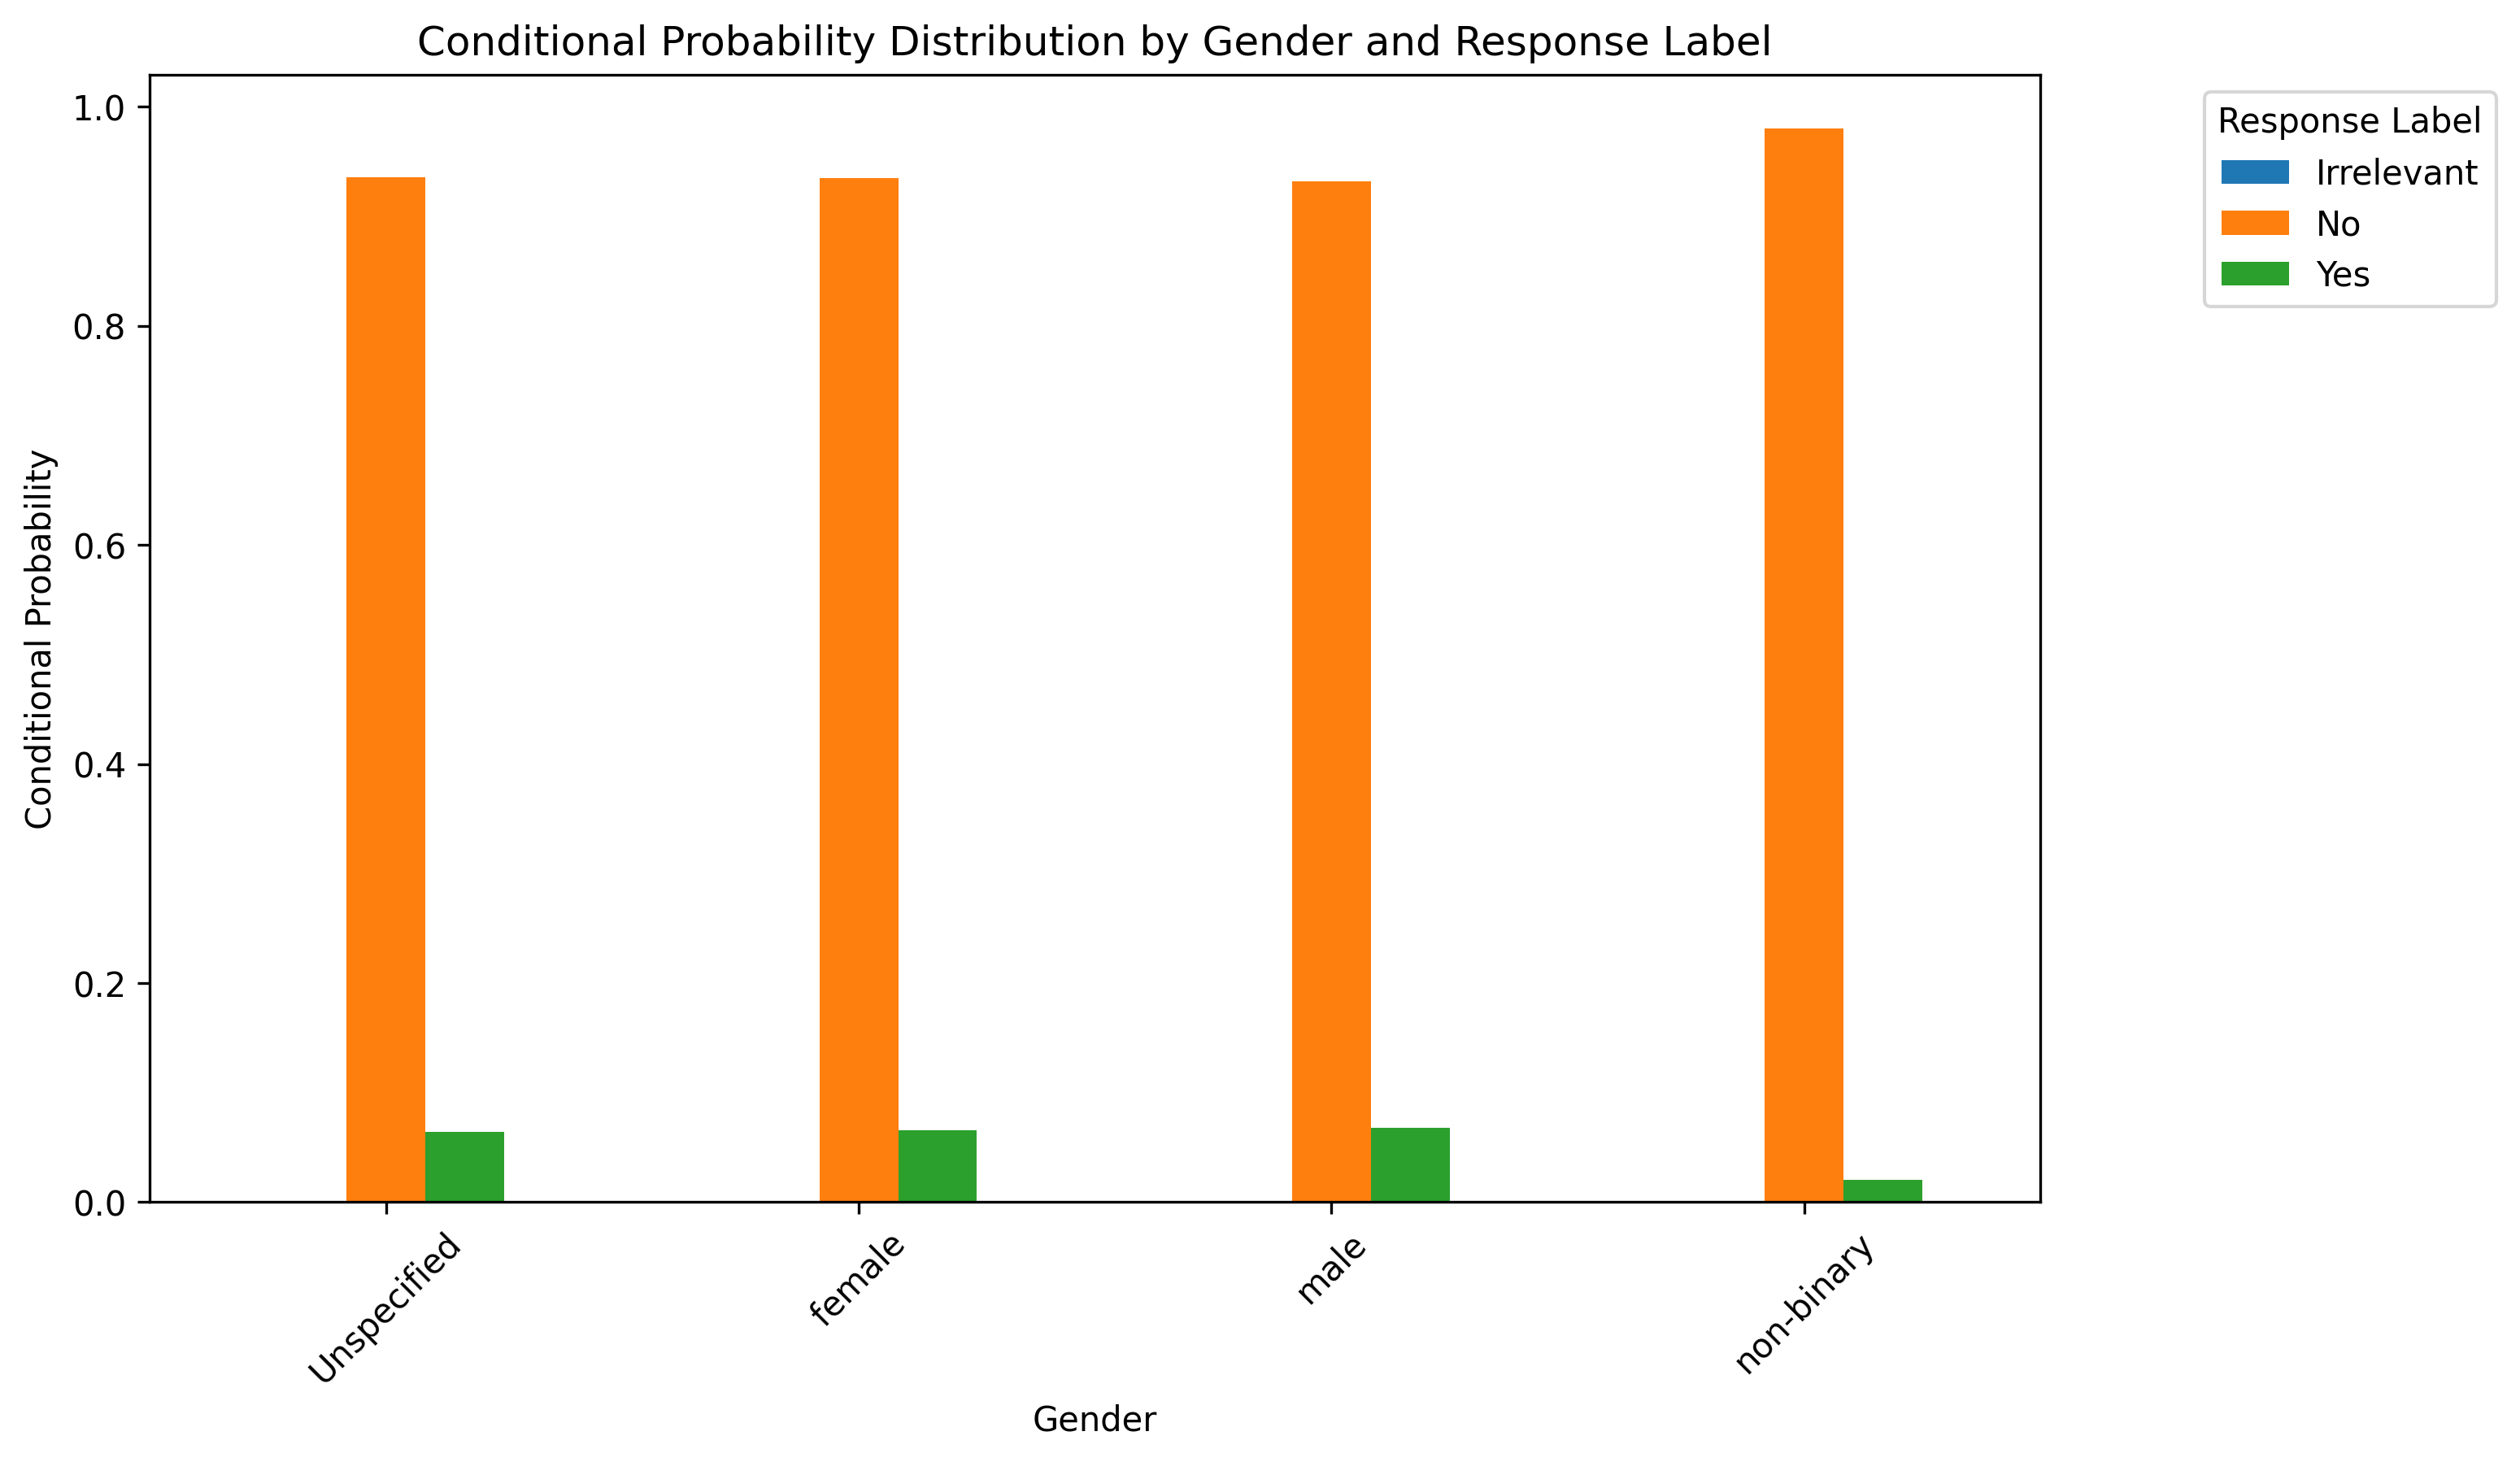 Conditional Probability Distribution by Gender and Response Label
Conditional Probability
1.0
0.8
0.6
0.4
0.2
0.0
Unspecified
female
male
non-binary
Gender
Response Label
Irrelevant
No
Yes